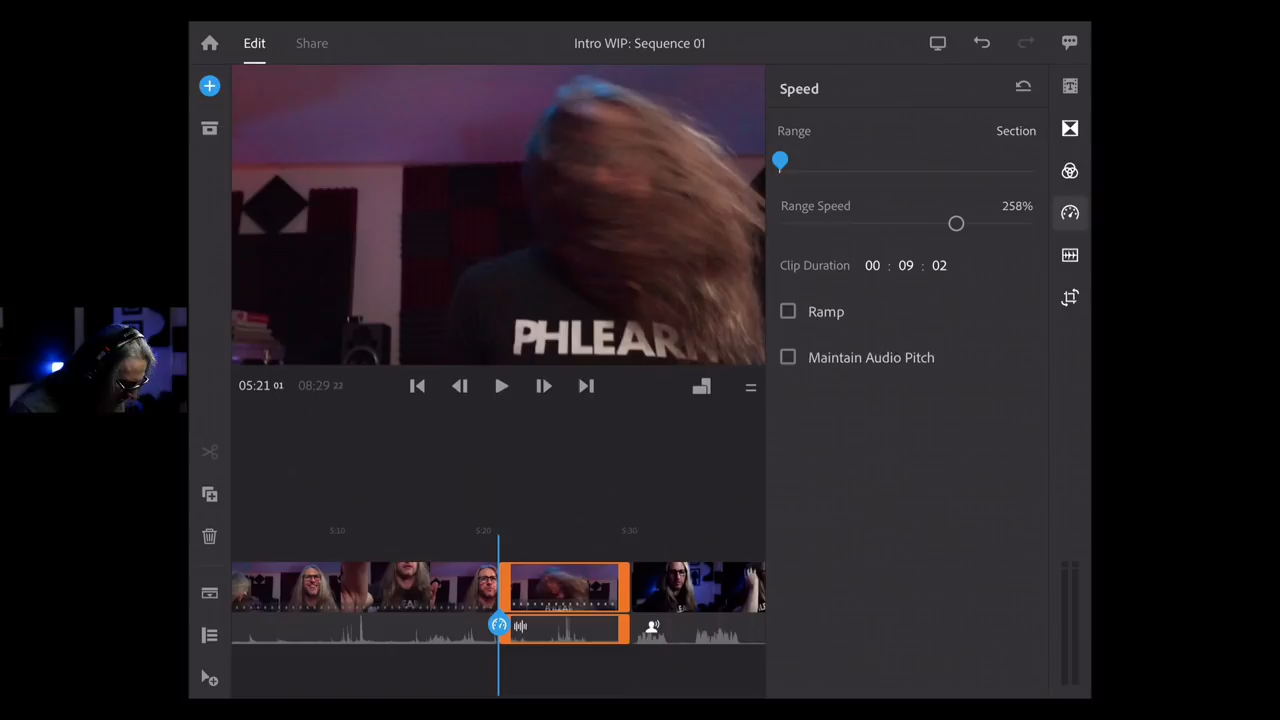 Edit Share Intro WIP: Sequence 01
Speed
Range Section
Range Speed 258%
Clip Duration 00 : 09 : 02
Ramp
Maintain Audio Pitch
PHLEARN
05:21 01 08:29 22
5:10 5:20 5:30